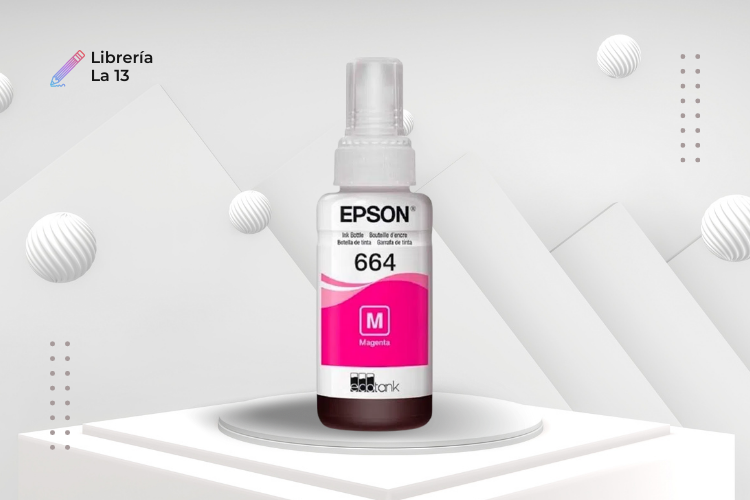 Librería
La 13
EPSON®
Ink Bottle Bouteille d'encre
Botella de tinta Garrafa de tinta
664
M
Magenta
ecotank